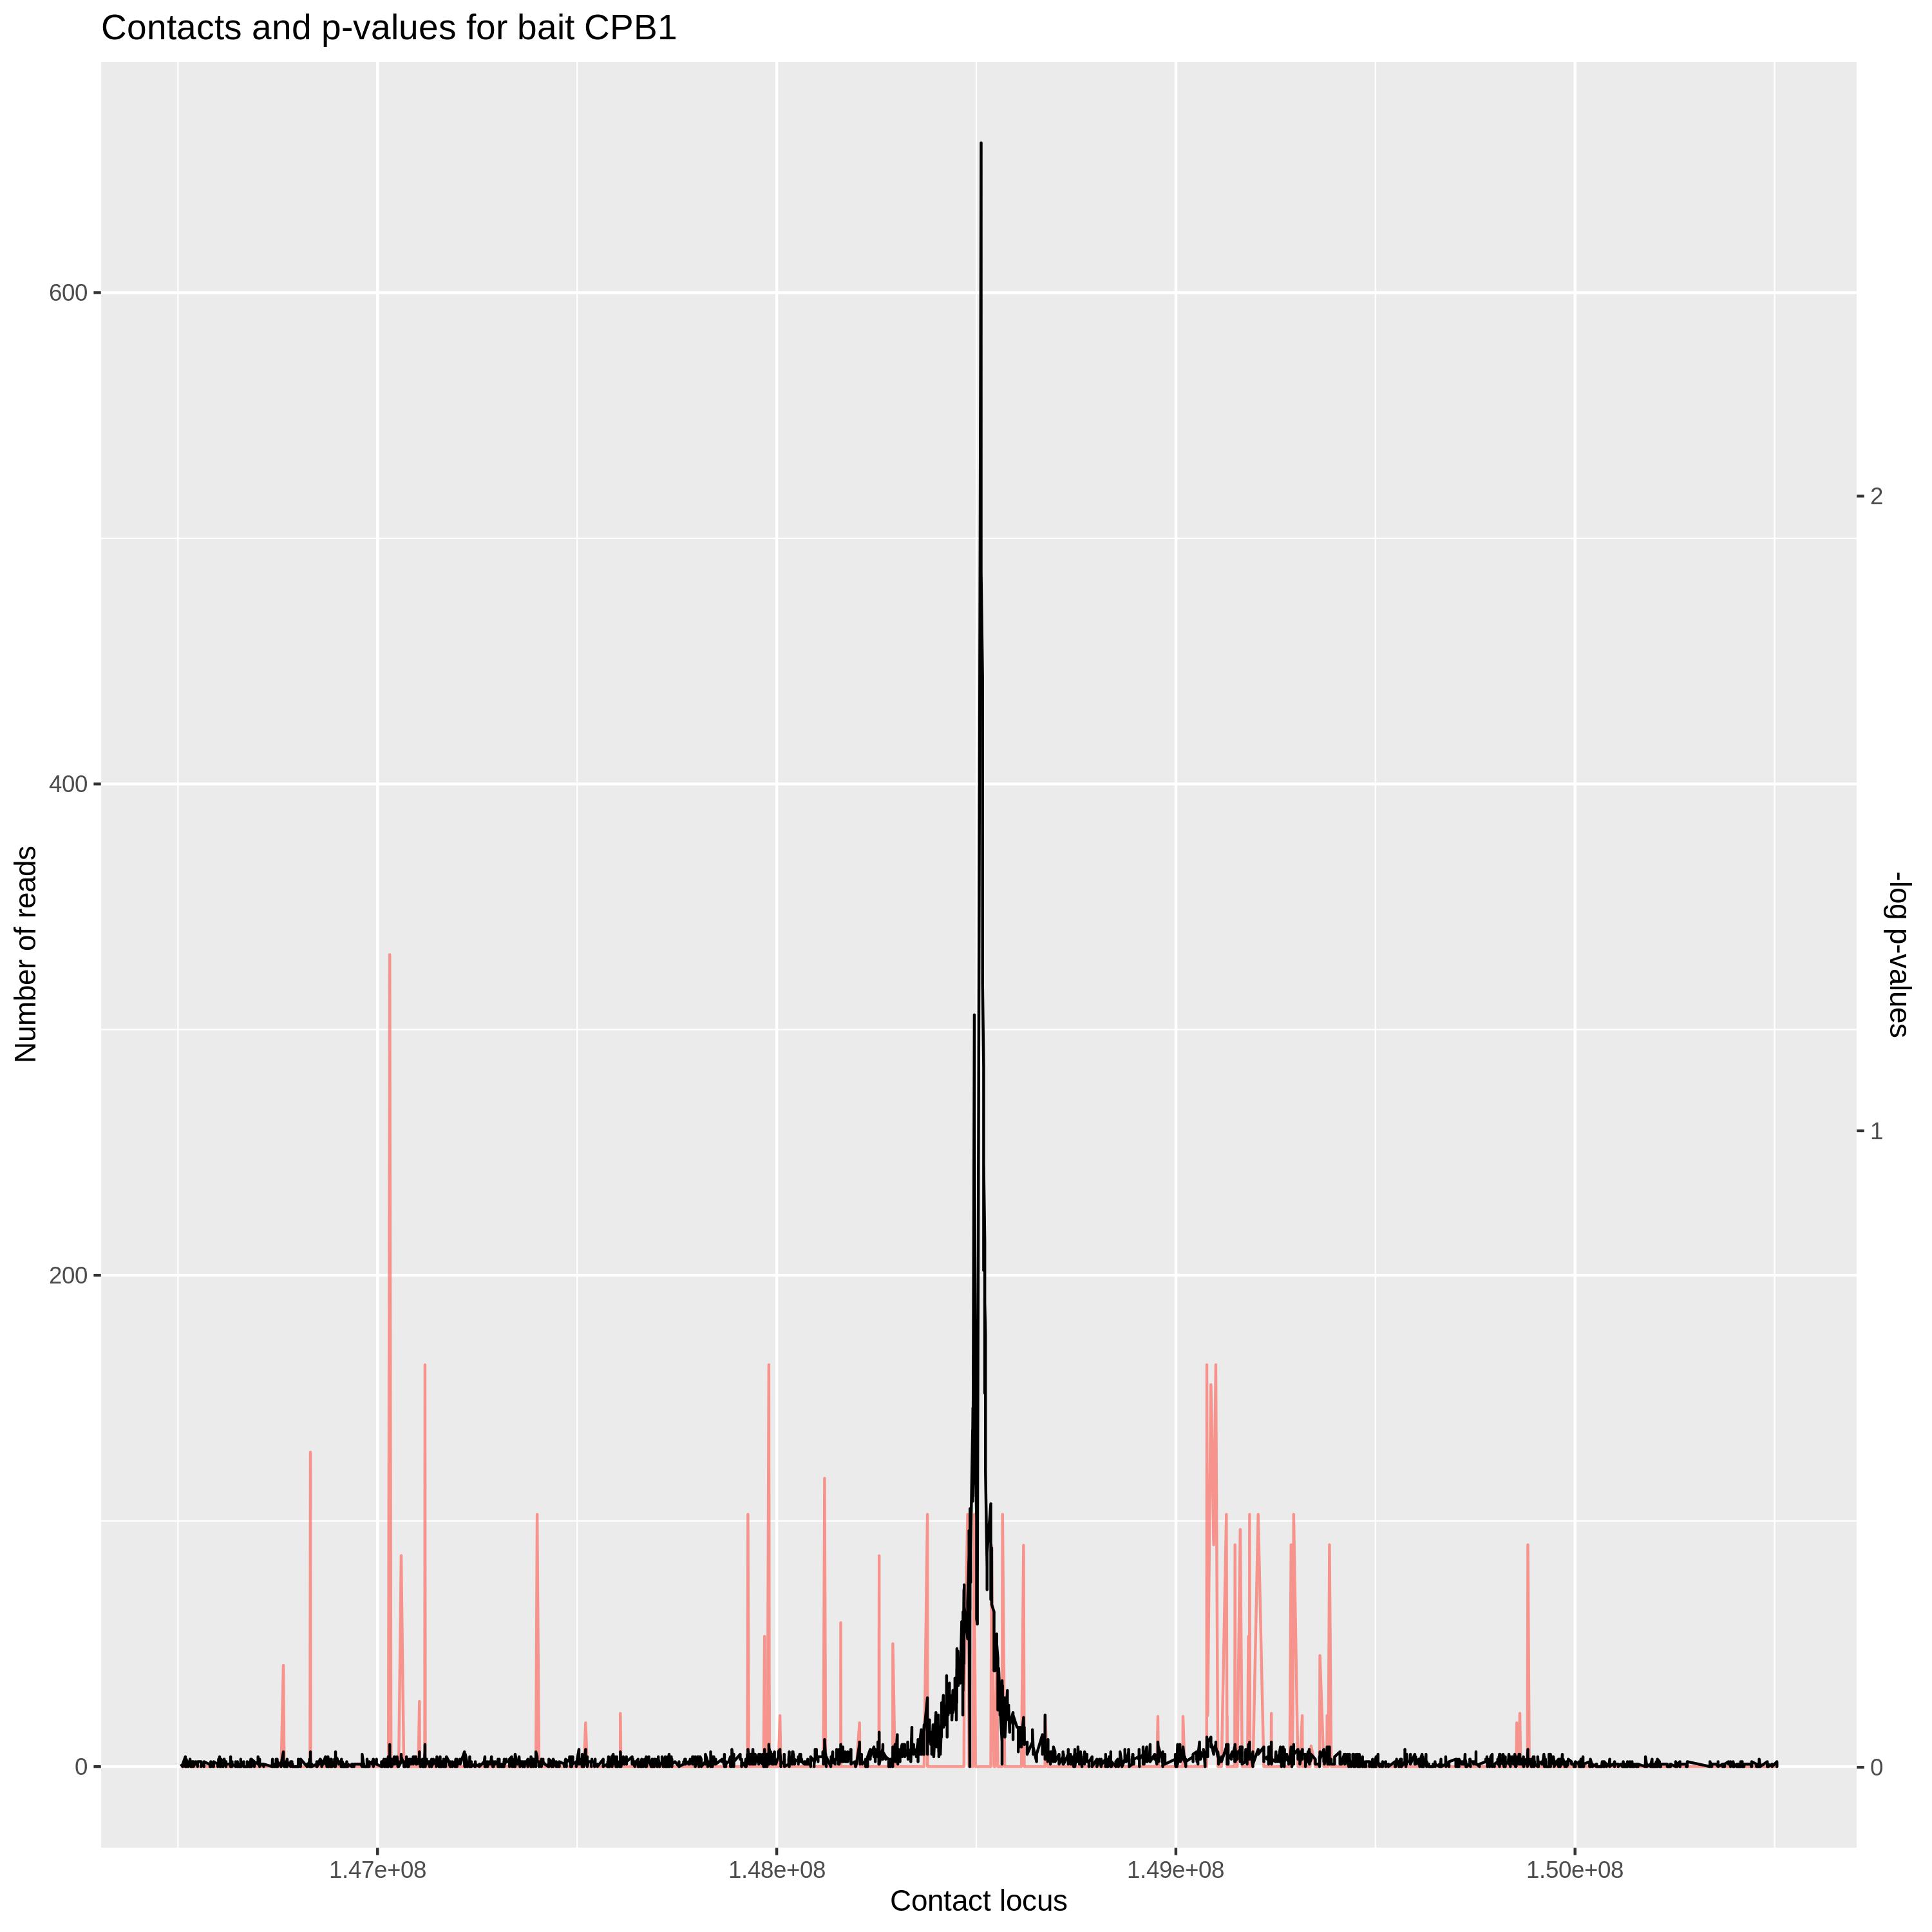 Contacts and p-values for bait CPB1
600
400
200
0
Number of reads
2
1
0
-log p-values
1.47e+08
1.48e+08
1.49e+08
1.50e+08
Contact locus